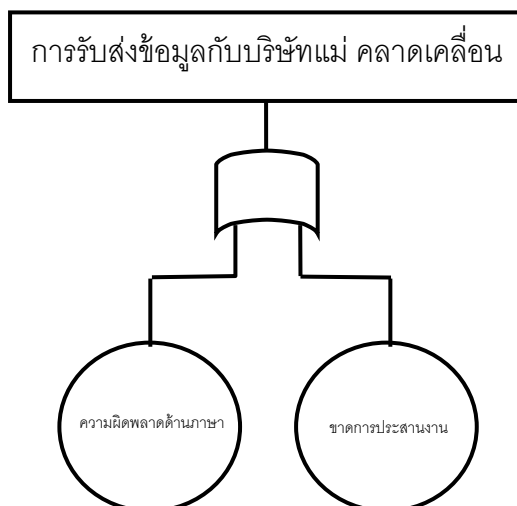 การรับส่งข้อมูลกับบริษัทแม่ คลาดเคลื่อน
ความผิดพลาดด้านภาษา
ขาดการประสานงาน